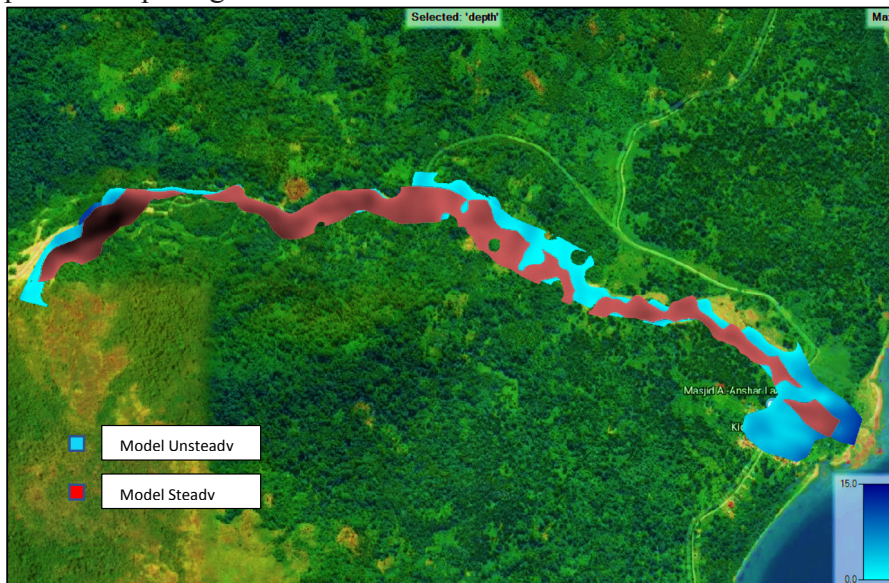 Selected: 'depth'
Masjid A
Anshar La
Model Unsteady
Model Steady
15.0
0.0